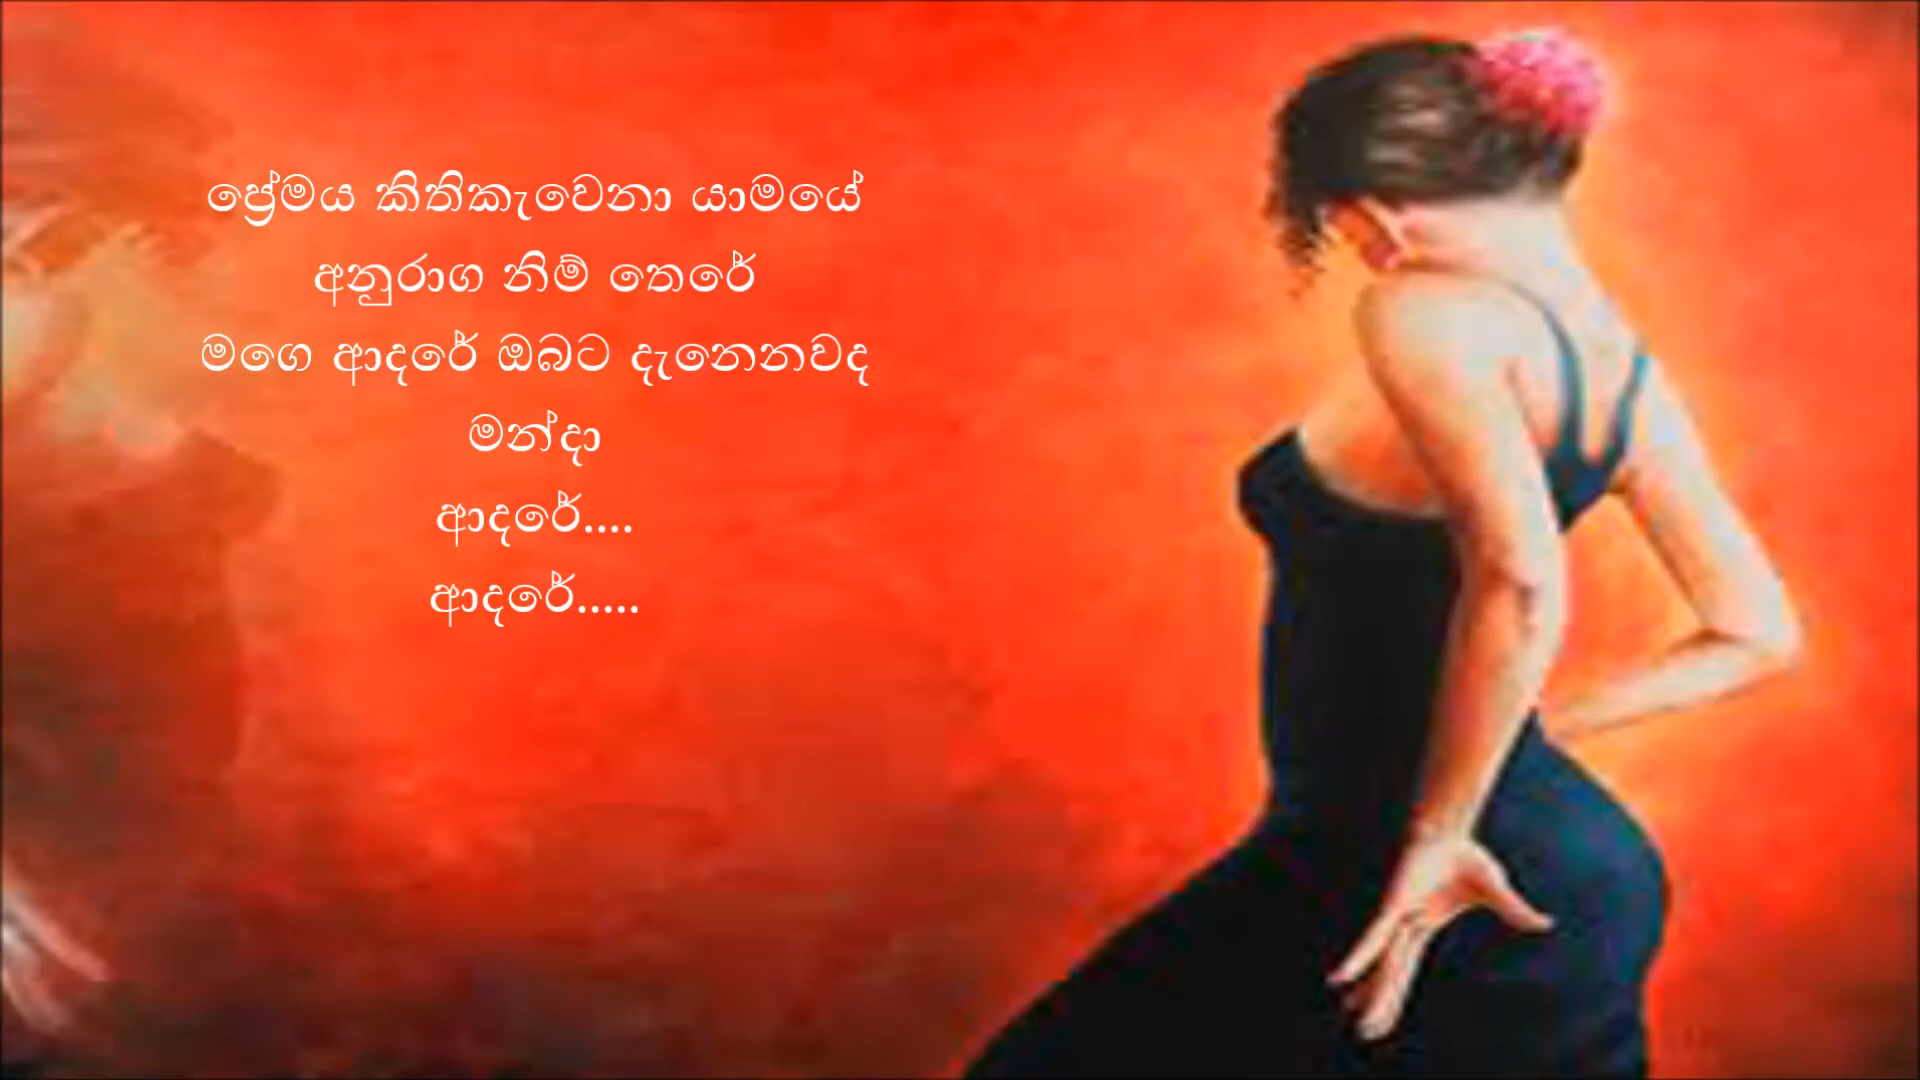 ප්‍රේමය කිතිකැවෙනා යාමයේ
අනුරාග නිම් තෙරේ
මගෙ ආදරේ ඔබට දැනෙනවද
මන්දා
ආදරේ....
ආදරේ.....